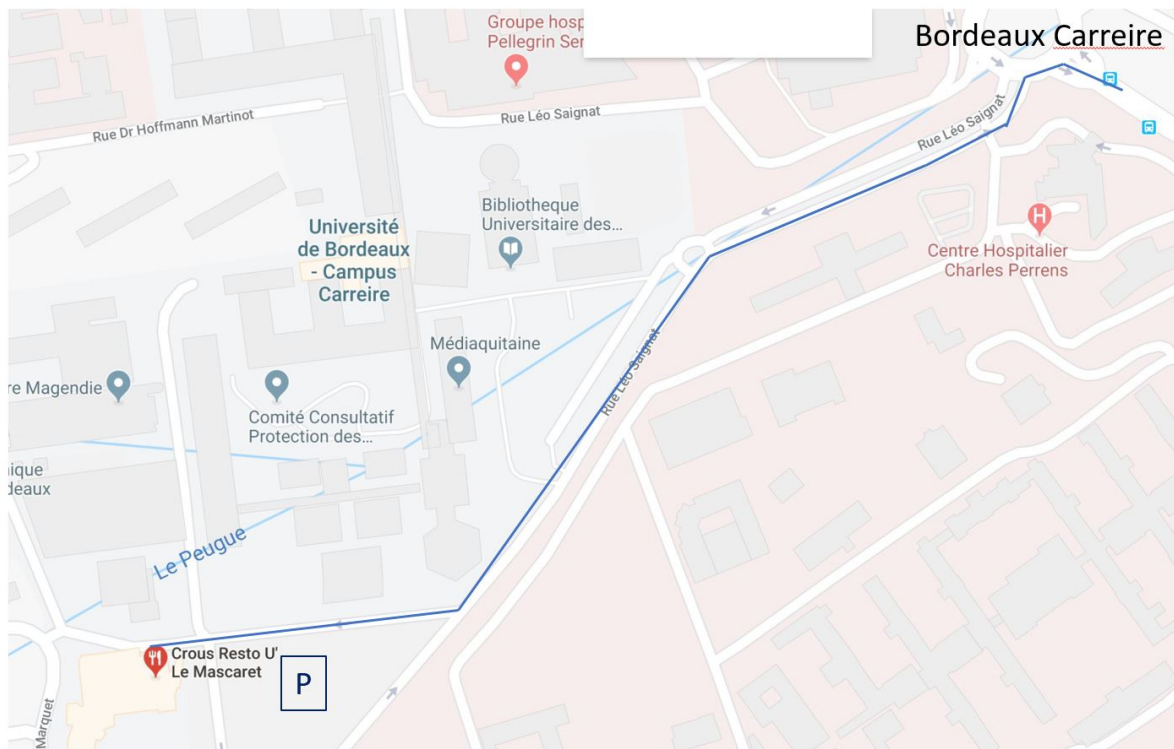 Groupe hosp
Pellegrin Ser
Bordeaux Carreire
Rue Dr Hoffmann Martinot
Rue Léo Saignat
Rue Léo Saignat
Bibliotheque
Universitaire des...
Université
de Bordeaux
- Campus
Carreire
H
Centre Hospitalier
Charles Perrens
Médiaquitaine
Rue Léo Saignat
re Magendie
Comité Consultatif
Protection des...
ique
deaux
Le Peugue
Crous Resto U'
Le Mascaret
P
Marquet